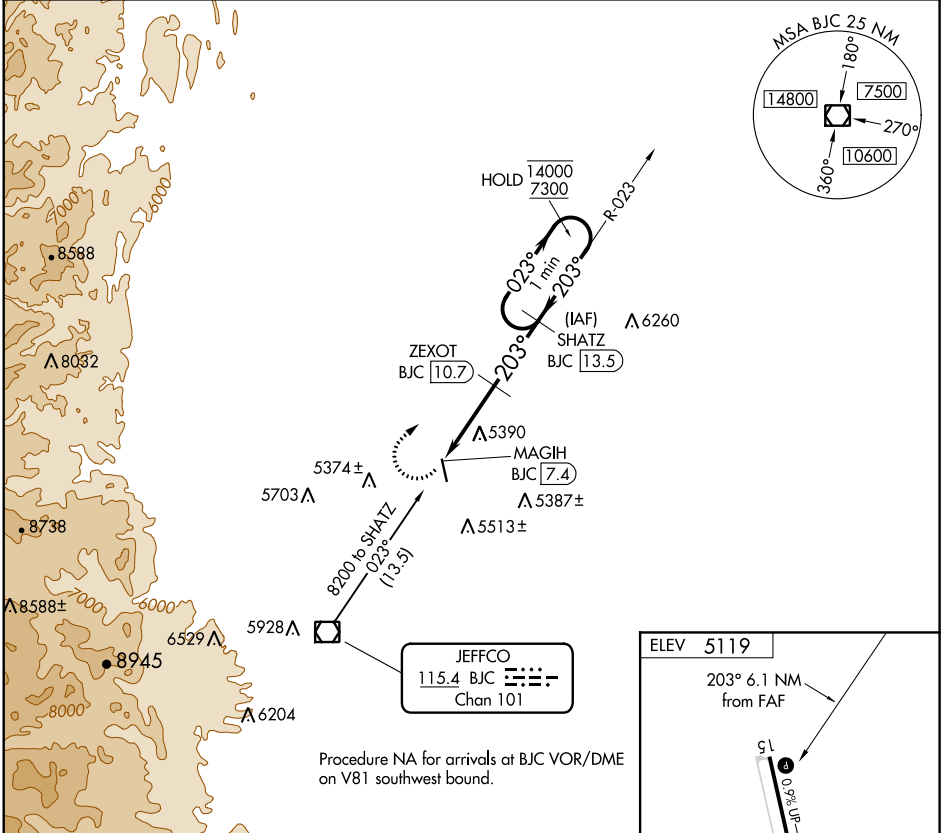 MSA BJC 25 NM
180°
14800
7500
270°
10600
360°
HOLD
14000
7300
R-023
023°
1 min
203°
(IAF)
SHATZ
BJC 13.5
6260
203°
ZEXOT
BJC 10.7
7000
6000
8588
8032
5390
MAGIH
BJC 7.4
5374±
5703
5387±
5513±
8738
8200 to SHATZ
023°
(13.5)
8588±
7000
6000
6529
5928
8945
8000
6204
JEFFCO
115.4 BJC
Chan 101
Procedure NA for arrivals at BJC VOR/DME
on V81 southwest bound.
ELEV 5119
203° 6.1 NM
from FAF
15
P
0.9% UP